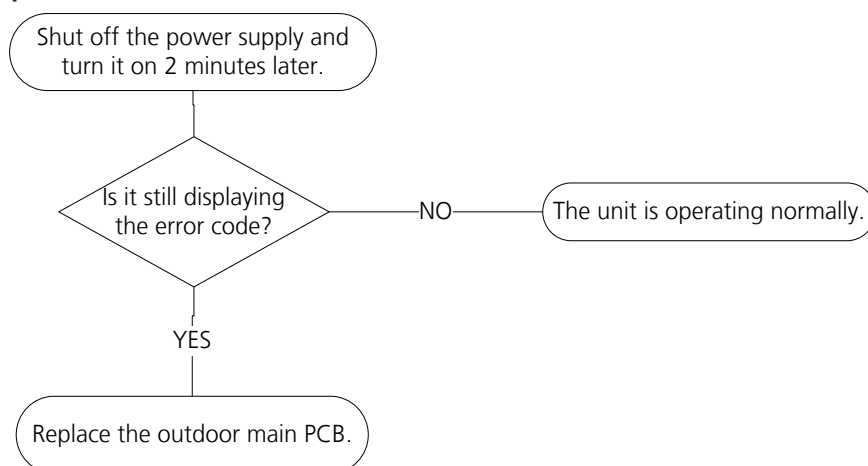 Shut off the power supply and
turn it on 2 minutes later.
Is it still displaying
the error code?
NO
The unit is operating normally.
YES
Replace the outdoor main PCB.